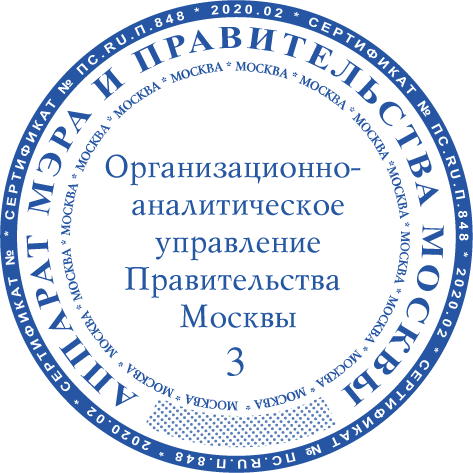 * СЕРТИФИКАТ № ПС.RU.П.848 * 2020.02 * СЕРТИФИКАТ № ПС.RU.П.848 * 2020.02 * СЕРТИФИКАТ № ПС.RU.П.848 * 2020.02 * СЕРТИФИКАТ №
АППАРАТ МЭРА И ПРАВИТЕЛЬСТВА МОСКВЫ
МОСКВА * МОСКВА * МОСКВА * МОСКВА * МОСКВА * МОСКВА * МОСКВА * МОСКВА * МОСКВА * МОСКВА * МОСКВА * МОСКВА * МОСКВА * МОСКВА * МОСКВА * МОСКВА * МОСКВА * МОСКВА * МОСКВА
Организационно-
аналитическое
управление
Правительства
Москвы
3